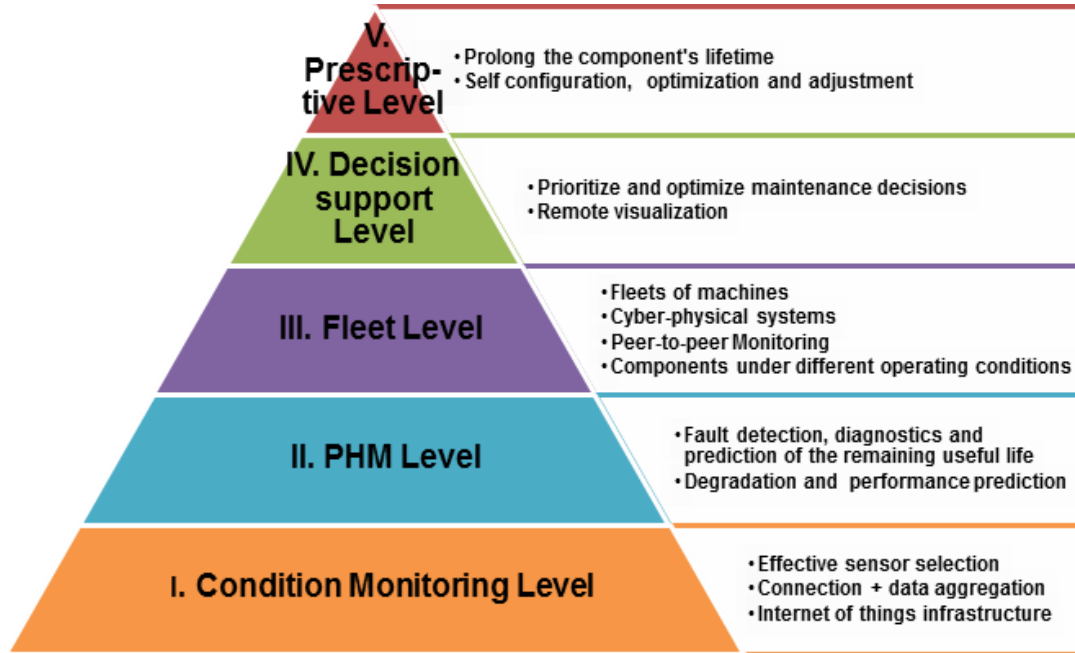 V.
Prescrip-
tive Level
• Prolong the component's lifetime
• Self configuration, optimization and adjustment
IV. Decision
support
Level
• Prioritize and optimize maintenance decisions
• Remote visualization
III. Fleet Level
• Fleets of machines
• Cyber-physical systems
• Peer-to-peer Monitoring
• Components under different operating conditions
II. PHM Level
• Fault detection, diagnostics and
prediction of the remaining useful life
• Degradation and performance prediction
I. Condition Monitoring Level
• Effective sensor selection
• Connection + data aggregation
• Internet of things infrastructure